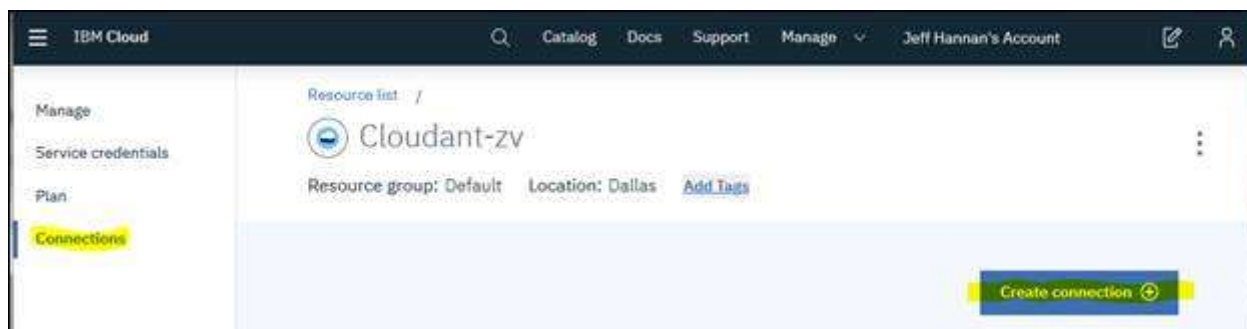 IBM Cloud Catalog Docs Support Manage Jeff Hannan's Account
Resource list /
Manage
Cloudant-zv
Service credentials
Resource group: Default Location: Dallas Add Tags
Plan
Connections
Create connection